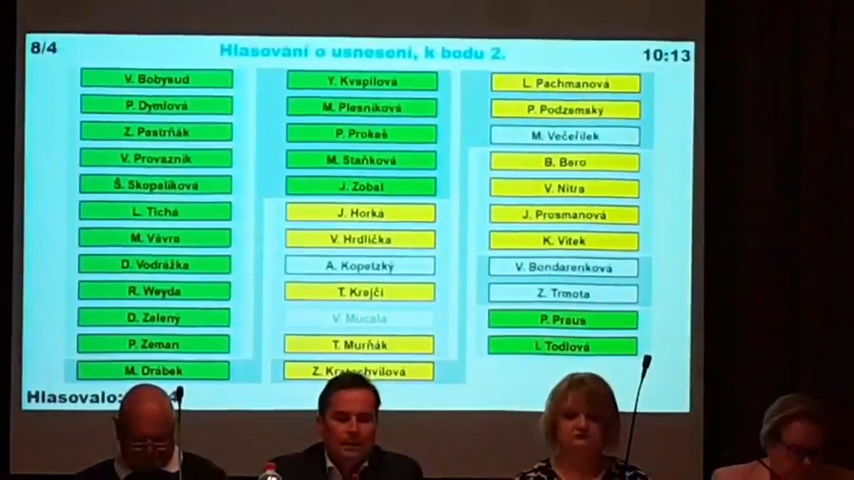 8/4
Hlasování o usnesení, k bodu 2.
10:13
V. Bobysud
P. Dymlová
Z. Pastrňák
V. Provazník
Š. Skopalíková
L. Tichá
M. Vávra
D. Vodrážka
R. Weyda
D. Zelený
P. Zeman
M. Drábek
Y. Kvapilová
M. Plesníková
P. Prokeš
M. Staňková
J. Zobal
J. Horká
V. Hrdlička
A. Kopetzký
T. Krejčí
V. Mucala
T. Murňák
Z. Kratochvilová
L. Pachmanová
P. Podzemský
M. Večeřílek
B. Bero
V. Nitra
J. Prosmanová
K. Vítek
V. Bondarenková
Z. Trmota
P. Praus
I. Todlová
Hlasovalo: